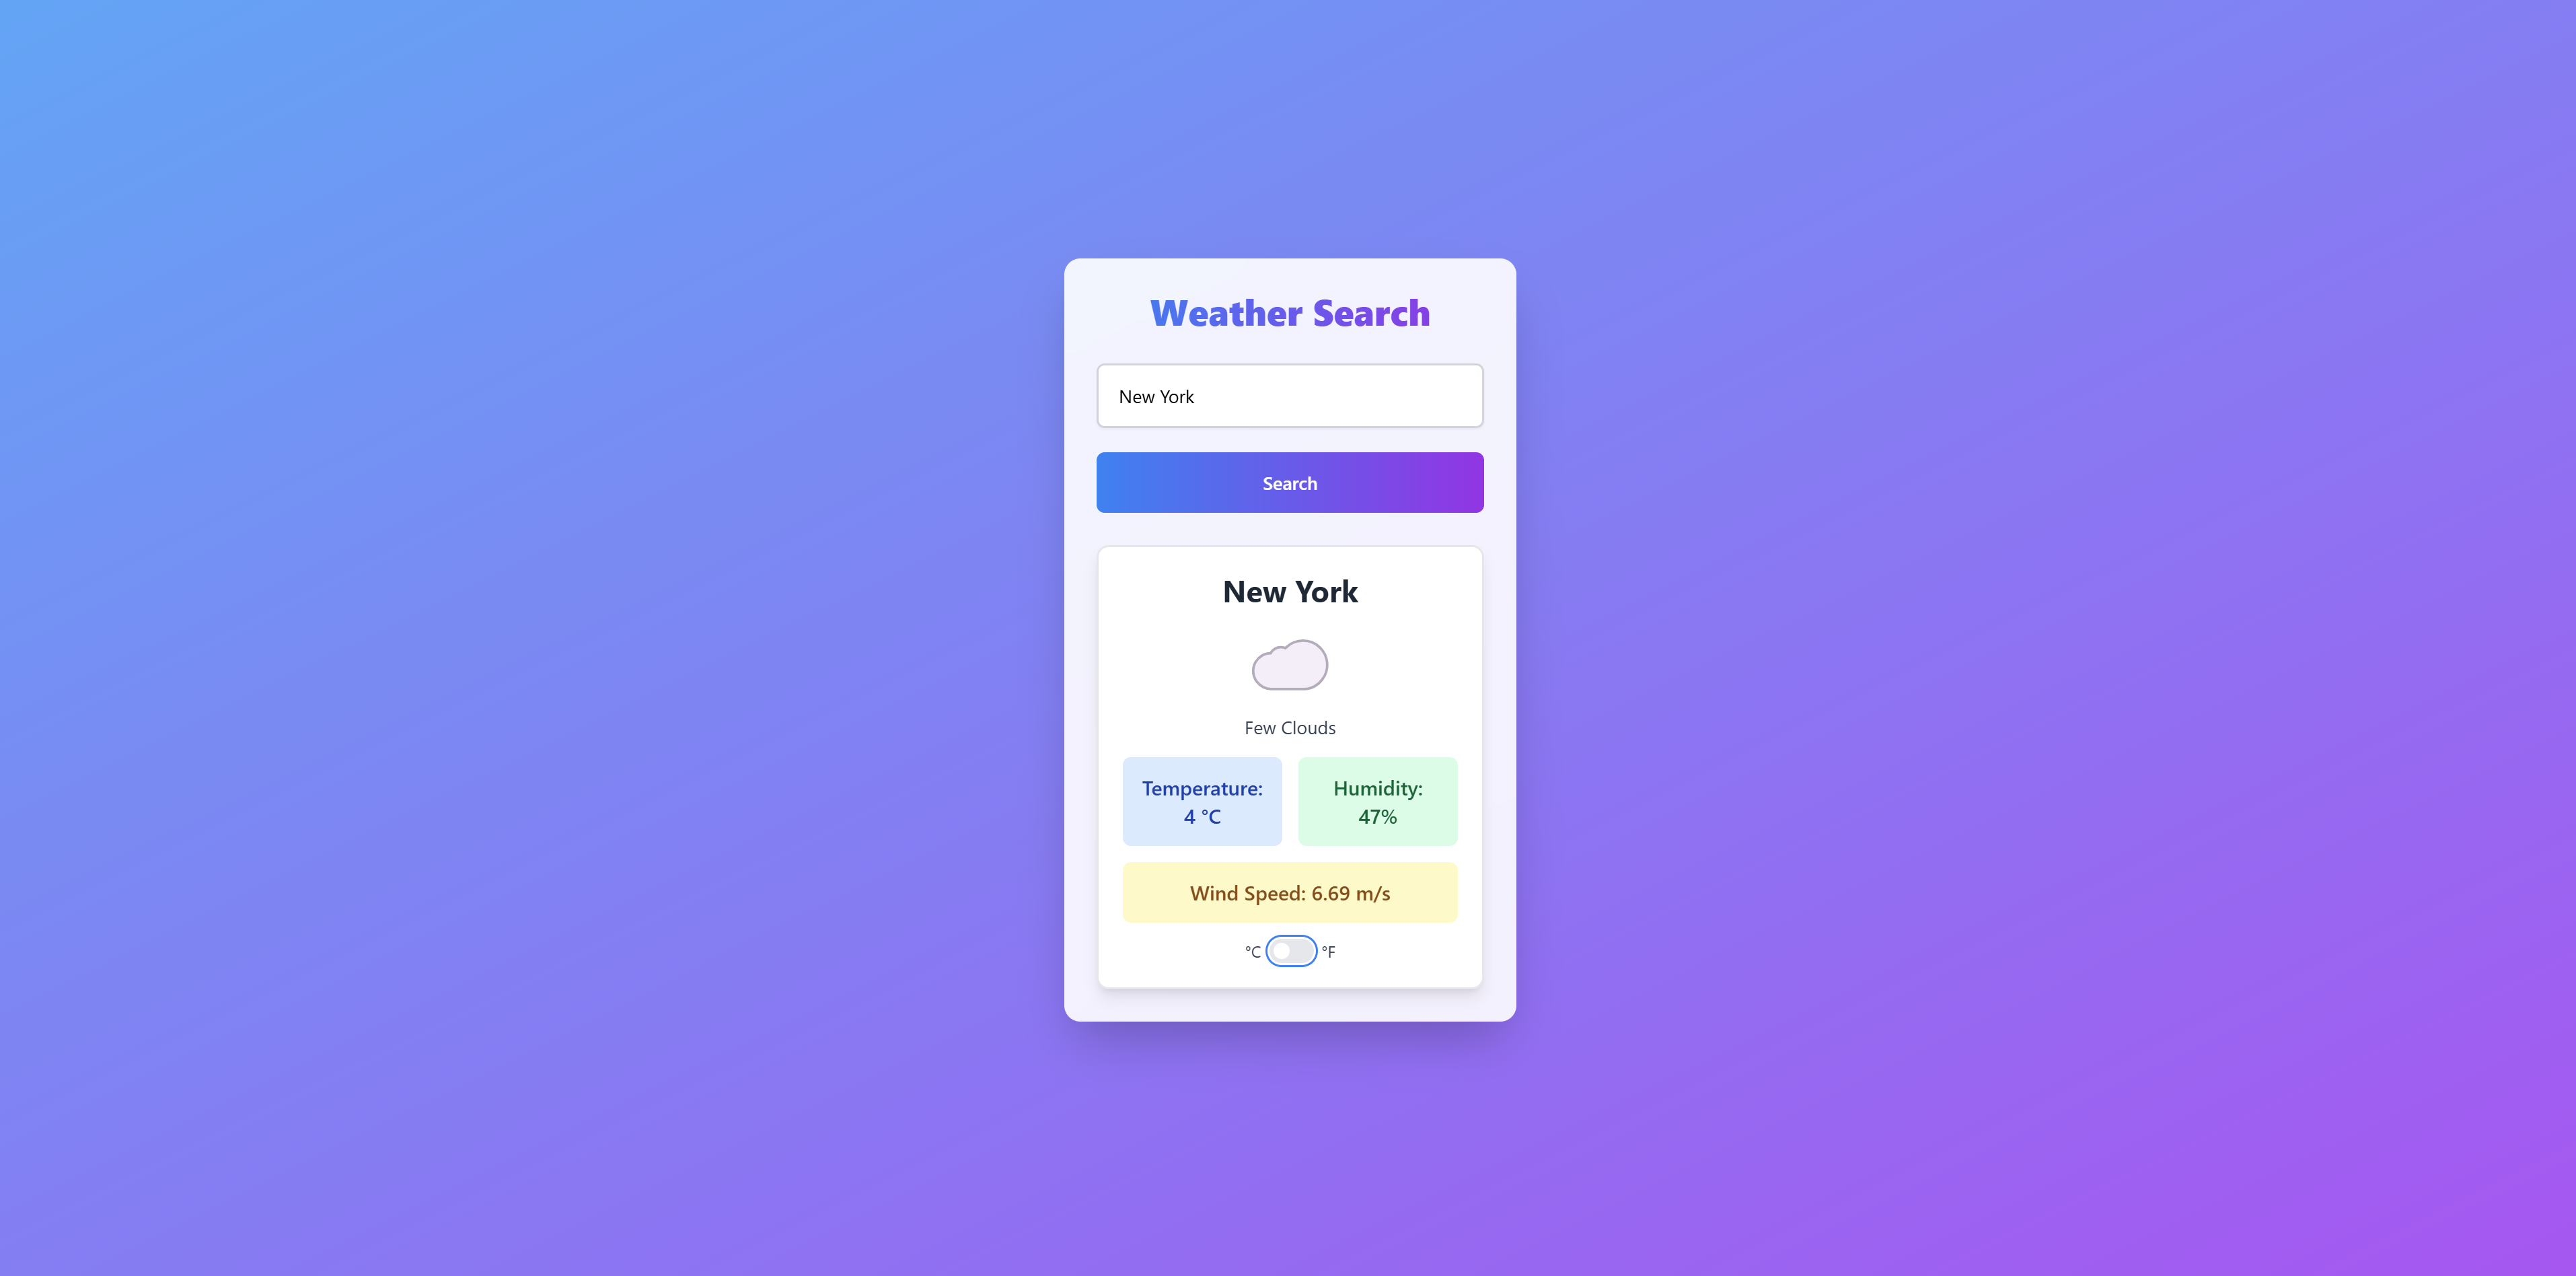 Weather Search
New York
Search
New York
Few Clouds
Temperature:
4 °C
Humidity:
47%
Wind Speed: 6.69 m/s
°C °F